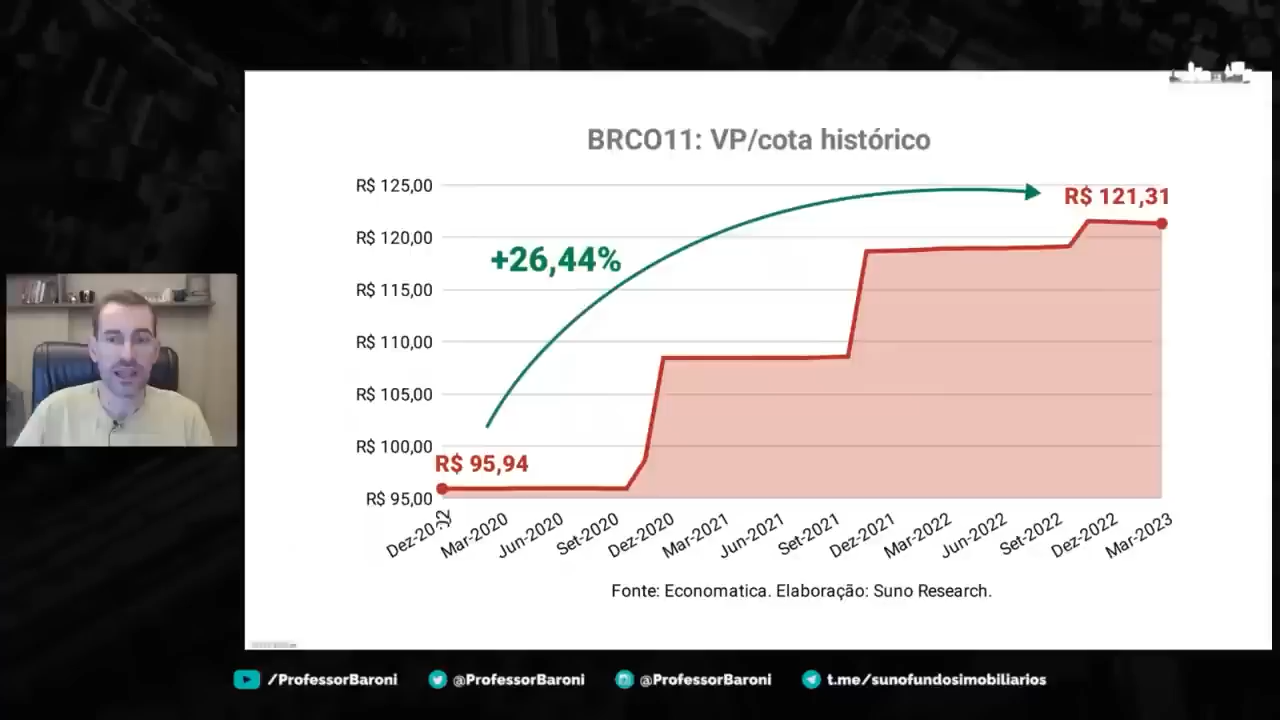 BRCO11: VP/cota histórico
R$ 125,00
R$ 120,00
R$ 115,00
R$ 110,00
R$ 105,00
R$ 100,00
R$ 95,00
+26,44%
R$ 121,31
R$ 95,94
Mar-2020
Jun-2020
Set-2020
Dez-2020
Mar-2021
Jun-2021
Set-2021
Dez-2021
Mar-2022
Jun-2022
Set-2022
Dez-2022
Mar-2023
Fonte: Economatica. Elaboração: Suno Research.
/ProfessorBaroni
@ProfessorBaroni
@ProfessorBaroni
t.me/sunofundosimobiliarios